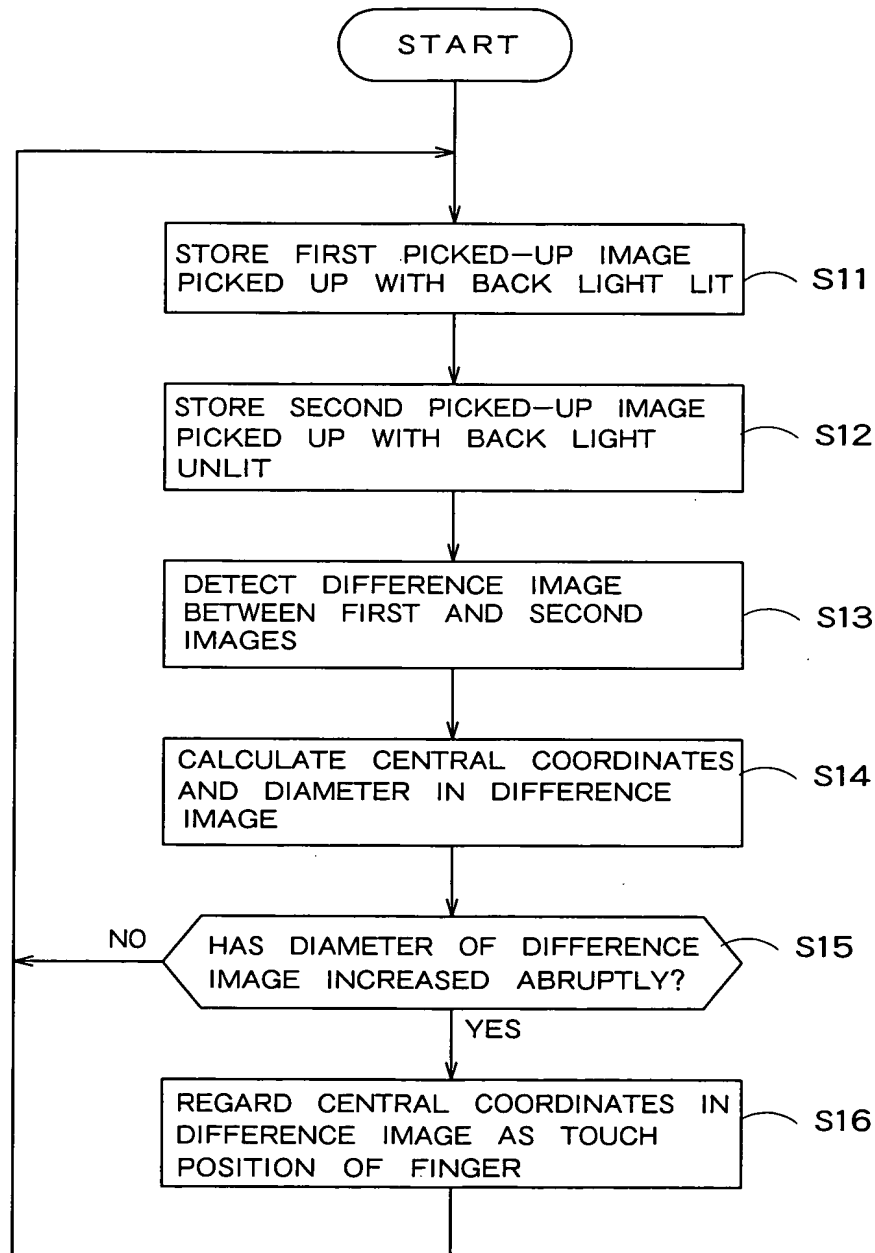 START
STORE FIRST PICKED-UP IMAGE
PICKED UP WITH BACK LIGHT LIT
S11
STORE SECOND PICKED-UP IMAGE
PICKED UP WITH BACK LIGHT
UNLIT
S12
DETECT DIFFERENCE IMAGE
BETWEEN FIRST AND SECOND
IMAGES
S13
CALCULATE CENTRAL COORDINATES
AND DIAMETER IN DIFFERENCE
IMAGE
S14
NO
HAS DIAMETER OF DIFFERENCE
IMAGE INCREASED ABRUPTLY?
S15
YES
REGARD CENTRAL COORDINATES IN
DIFFERENCE IMAGE AS TOUCH
POSITION OF FINGER
S16